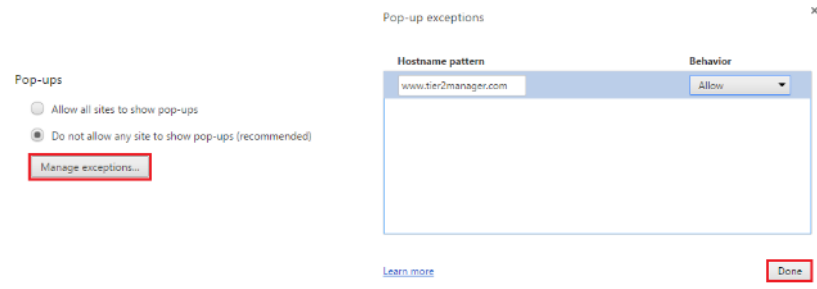 Pop-ups
Allow all sites to show pop-ups
Do not allow any site to show pop-ups (recommended)
Manage exceptions...
Pop-up exceptions
x
Hostname pattern Behavior
www.tier2manager.com Allow
Learn more Done